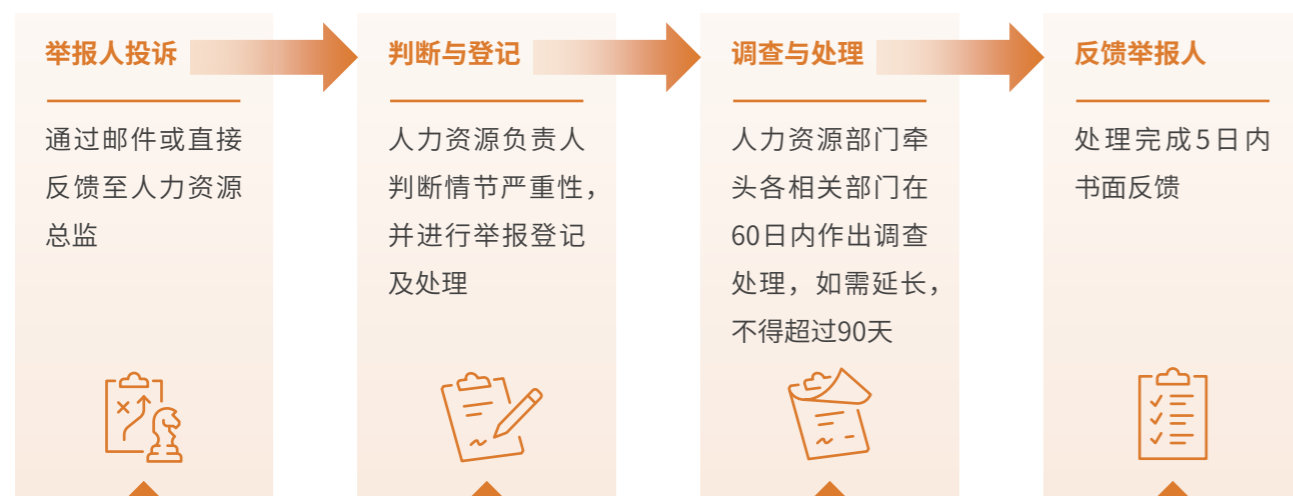 举报人投诉
通过邮件或直接
反馈至人力资源
总监
判断与登记
人力资源负责人
判断情节严重性，
并进行举报登记
及处理
调查与处理
人力资源部门牵
头各相关部门在
60日内作出调查
处理，如需延长，
不得超过90天
反馈举报人
处理完成5日内
书面反馈